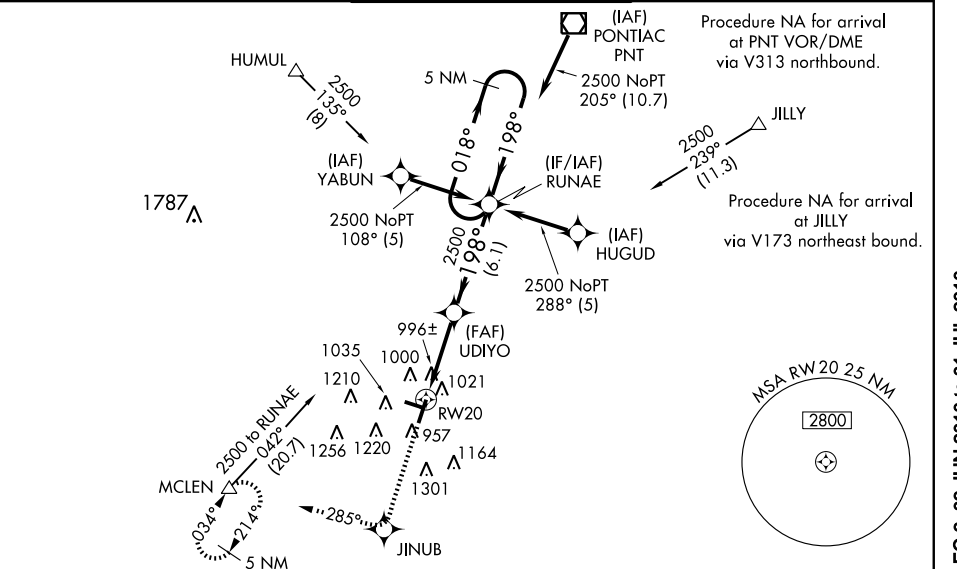 (IAF)
PONTIAC
PNT
Procedure NA for arrival
at PNT VOR/DME
via V313 northbound.
HUMUL
2500
135°
(8)
5 NM
2500 NoPT
205° (10.7)
018°
198°
JILLY
2500
239°
(11.3)
(IAF)
YABUN
(IF/IAF)
RUNAE
1787
2500 NoPT
108° (5)
Procedure NA for arrival
at JILLY
via V173 northeast bound.
(IAF)
HUGUD
2500
198°
(6.1)
2500 NoPT
288° (5)
996±
(FAF)
UDIYO
1035
1000
1021
1210
RW20
MSA RW20 25 NM
2800
2500 to RUNAE
042°
(20.7)
1256
1220
957
1164
1301
MCLEN
034°
214°
5 NM
285°
JINUB